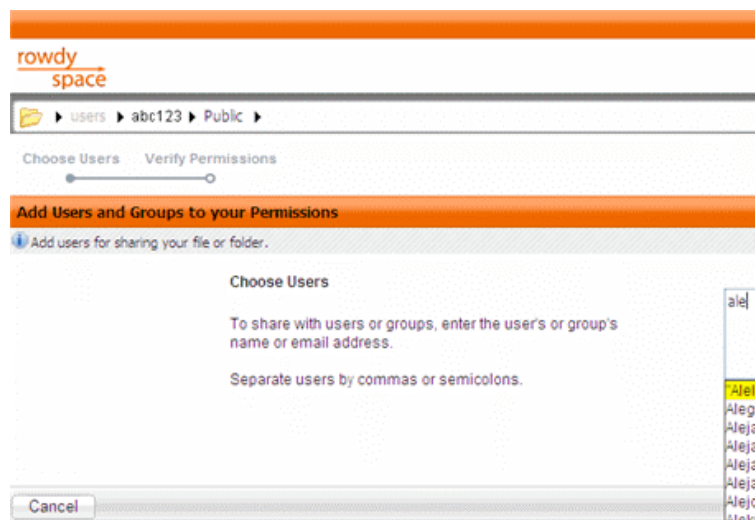 rowdy
space
users abc123 Public
Choose Users Verify Permissions
Add Users and Groups to your Permissions
Add users for sharing your file or folder.
Choose Users
ale
To share with users or groups, enter the user's or group's
name or email address.
Separate users by commas or semicolons.
Cancel